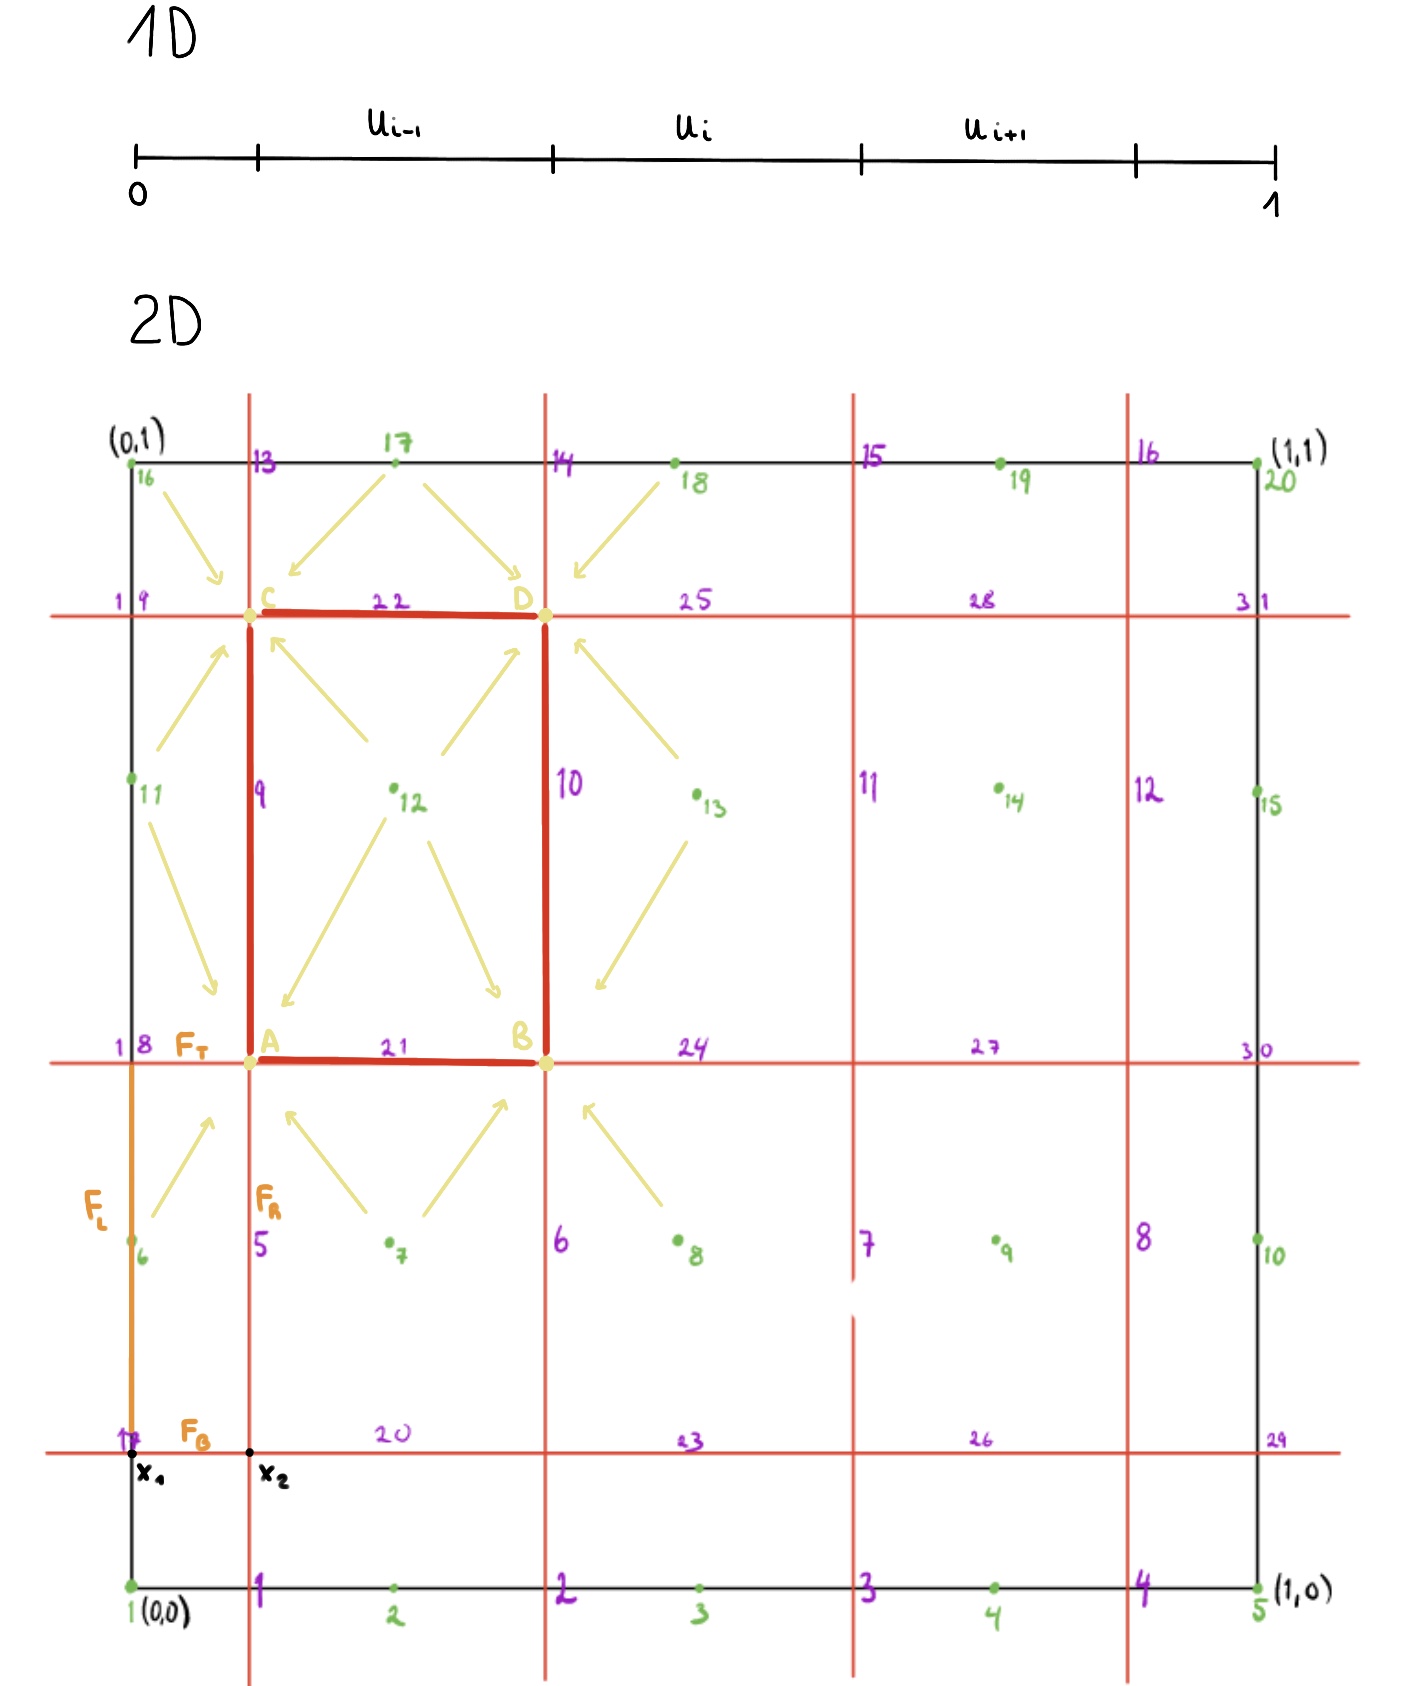 1D
u_{i-1} u_i u_{i+1}
0 1
2D
(0,1) 13 17 14 15 16 (1,1)
16 18 19 20
C D
19 22 25 28 31
11 9 12 10 13 11 14 12 15
A B
18 F_T 21 24 27 30
F_L F_R
6 5 7 6 8 7 9 8 10
17 F_B 20 23 26 29
x_1 x_2
1 2 3 4 (1,0)
1 (0,0) 2 3 4 5